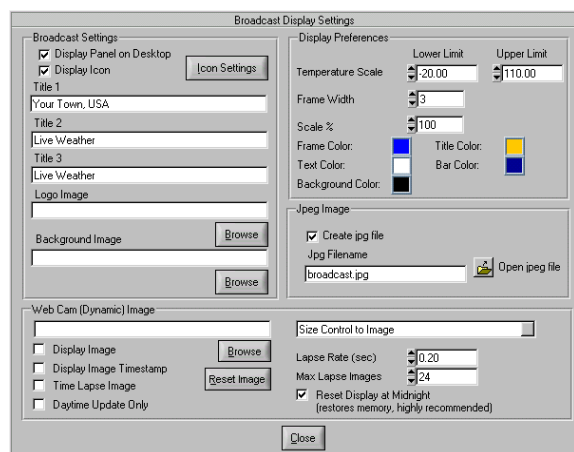 Broadcast Display Settings
Broadcast Settings
Display Panel on Desktop
Display Icon
Icon Settings
Title 1
Your Town, USA
Title 2
Live Weather
Title 3
Live Weather
Logo Image
Browse
Background Image
Browse
Display Preferences
Lower Limit Upper Limit
Temperature Scale -20.00 110.00
Frame Width 3
Scale % 100
Frame Color: Title Color:
Text Color: Bar Color:
Background Color:
Jpeg Image
Create jpg file
Jpg Filename
broadcast.jpg Open jpeg file
Web Cam (Dynamic) Image
Display Image
Browse
Display Image Timestamp
Time Lapse Image
Reset Image
Daytime Update Only
Size Control to Image
Lapse Rate (sec) 0.20
Max Lapse Images 24
Reset Display at Midnight
(restores memory, highly recommended)
Close